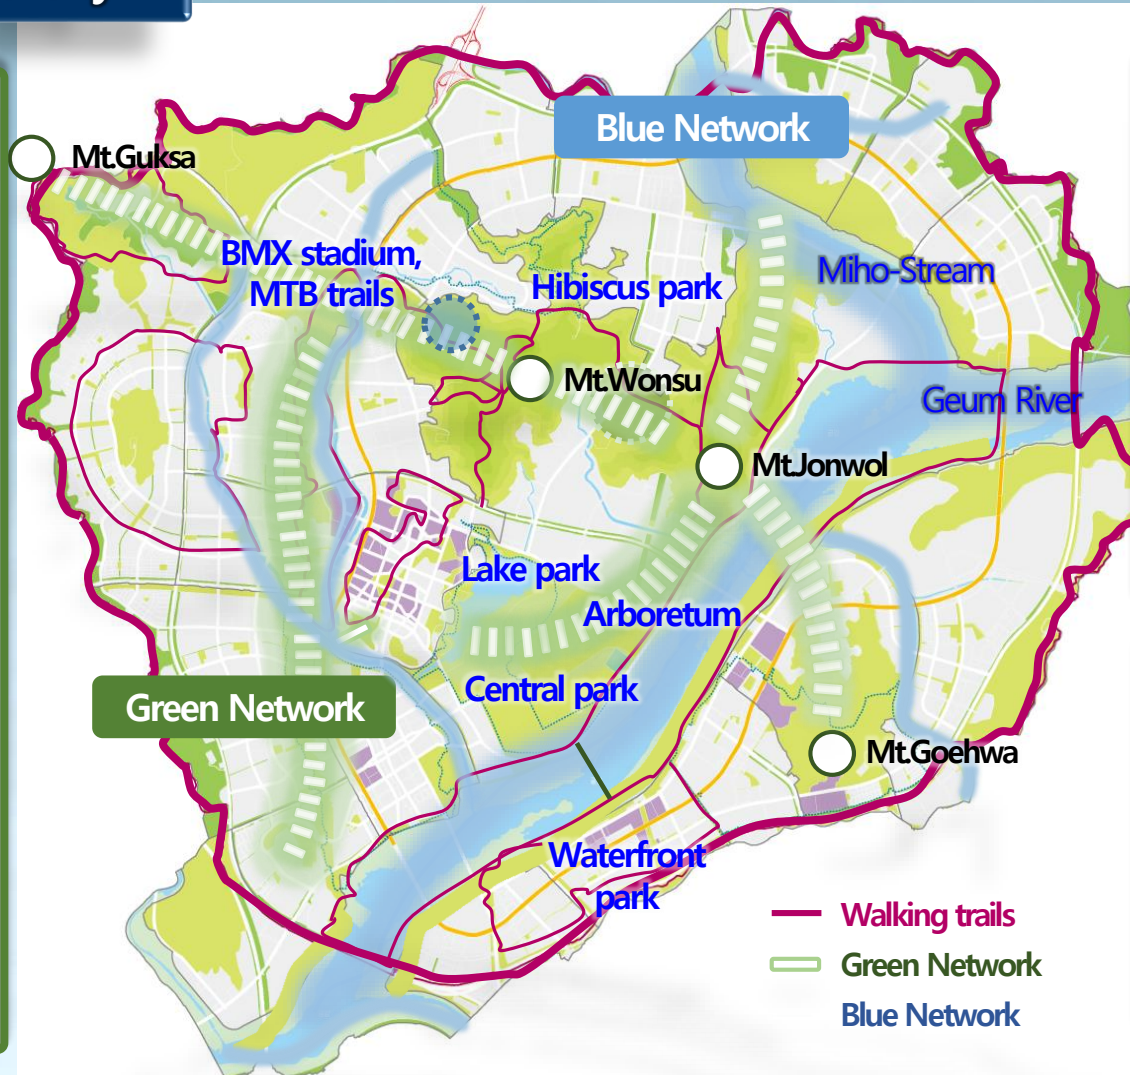 Blue Network
Mt.Guksa
BMX stadium,
MTB trails
Hibiscus park
Miho-Stream
Mt.Wonsu
Geum River
Mt.Jonwol
Lake park
Arboretum
Central park
Green Network
Mt.Goehwa
Waterfront
park
Walking trails
Green Network
Blue Network